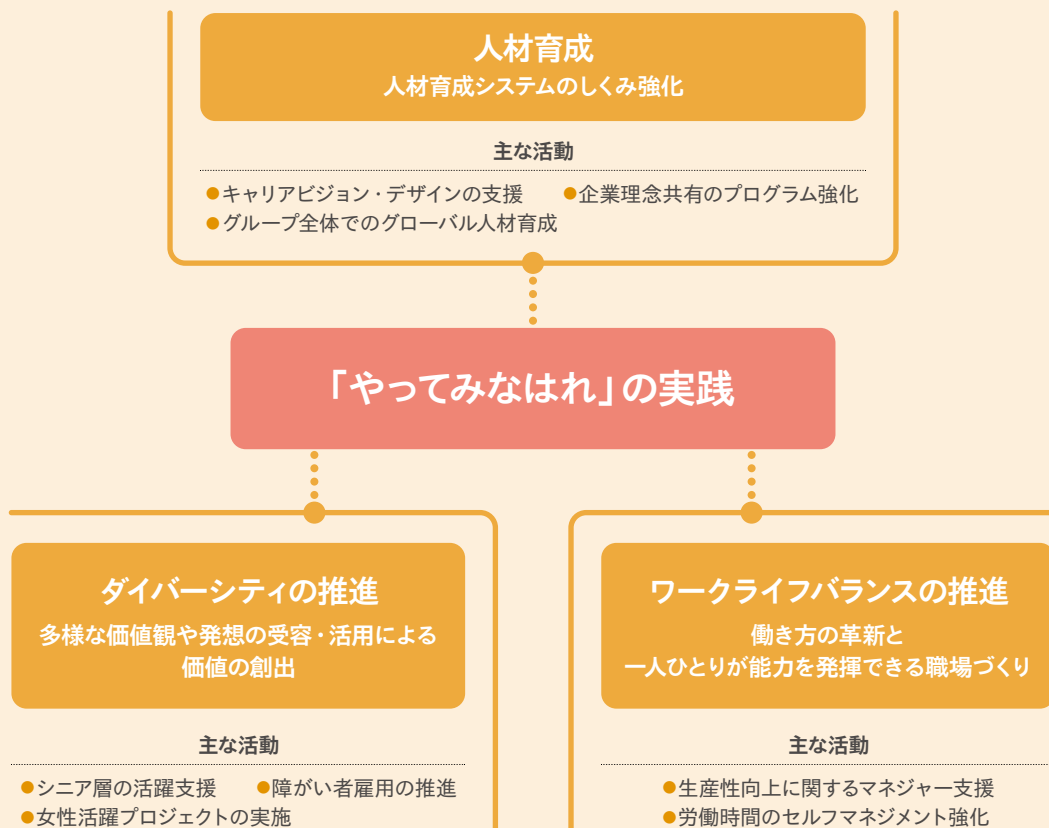 人材育成
人材育成システムのしくみ強化
主な活動
●キャリアビジョン・デザインの支援 ●企業理念共有のプログラム強化
●グループ全体でのグローバル人材育成
「やってみなはれ」の実践
ダイバーシティの推進
多様な価値観や発想の受容・活用による
価値の創出
主な活動
●シニア層の活躍支援 ●障がい者雇用の推進
●女性活躍プロジェクトの実施
ワークライフバランスの推進
働き方の革新と
一人ひとりが能力を発揮できる職場づくり
主な活動
●生産性向上に関するマネジャー支援
●労働時間のセルフマネジメント強化